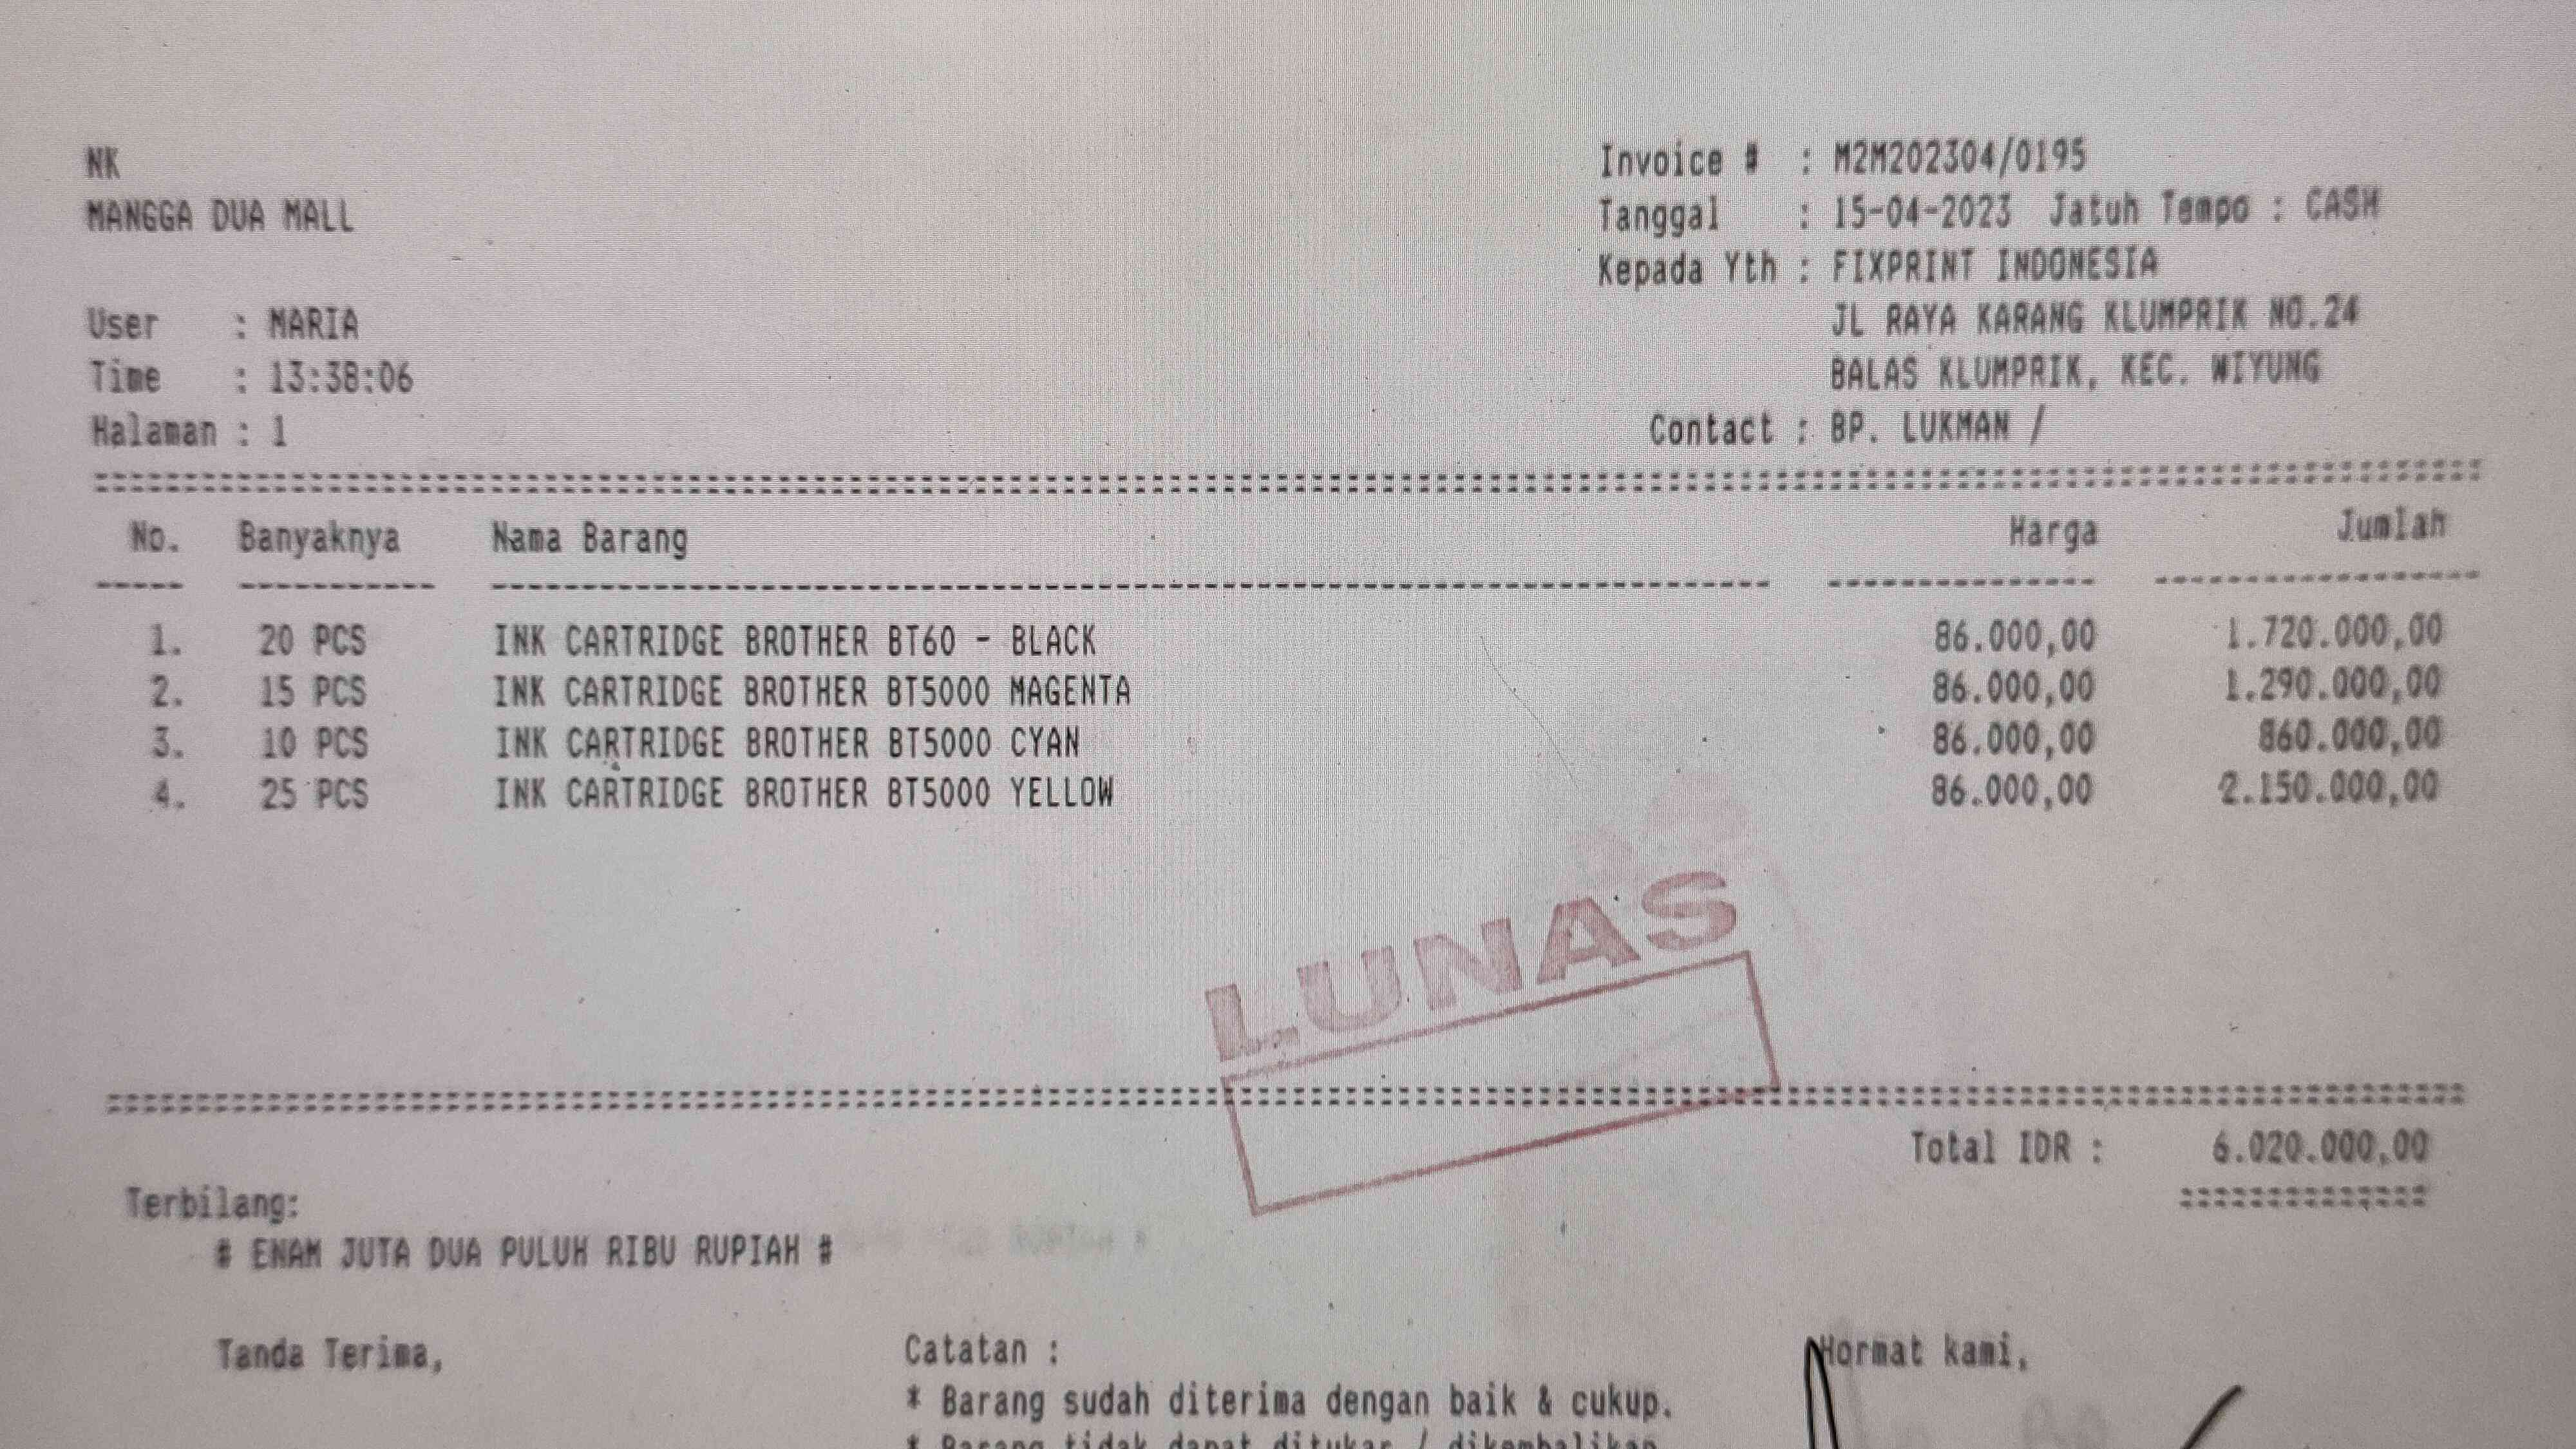 NK
MANGGA DUA MALL
User : MARIA
Time : 13:38:06
Halaman : 1
Invoice # : M2M202304/0195
Tanggal : 15-04-2023 Jatuh Tempo : CASH
Kepada Yth : FIXPRINT INDONESIA
JL RAYA KARANG KLUMPRIK NO.24
BALAS KLUMPRIK, KEC. WIYUNG
Contact : BP. LUKMAN /
No. Banyaknya Nama Barang Harga Jumlah
1. 20 PCS INK CARTRIDGE BROTHER BT60 - BLACK 86.000,00 1.720.000,00
2. 15 PCS INK CARTRIDGE BROTHER BT5000 MAGENTA 86.000,00 1.290.000,00
3. 10 PCS INK CARTRIDGE BROTHER BT5000 CYAN 86.000,00 860.000,00
4. 25 PCS INK CARTRIDGE BROTHER BT5000 YELLOW 86.000,00 2.150.000,00
LUNAS
Total IDR : 6.020.000,00
Terbilang:
# ENAM JUTA DUA PULUH RIBU RUPIAH #
Tanda Terima,
Catatan :
* Barang sudah diterima dengan baik & cukup.
* Barang tidak dapat ditukar / dikembalikan
Hormat kami,